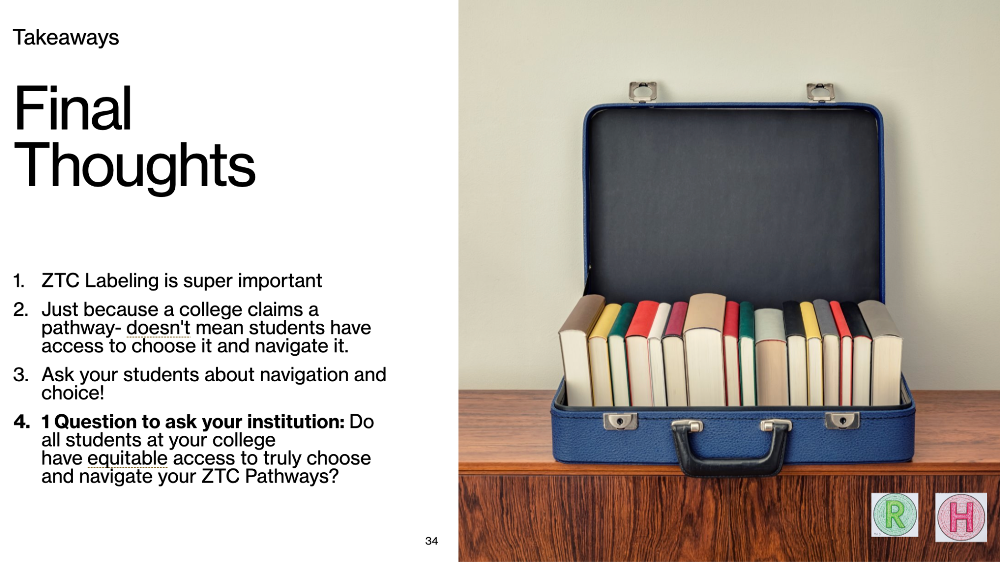 Takeaways
Final
Thoughts
1. ZTC Labeling is super important
2. Just because a college claims a
pathway- doesn't mean students have
access to choose it and navigate it.
3. Ask your students about navigation and
choice!
4. 1 Question to ask your institution: Do
all students at your college
have equitable access to truly choose
and navigate your ZTC Pathways?
34
R
H